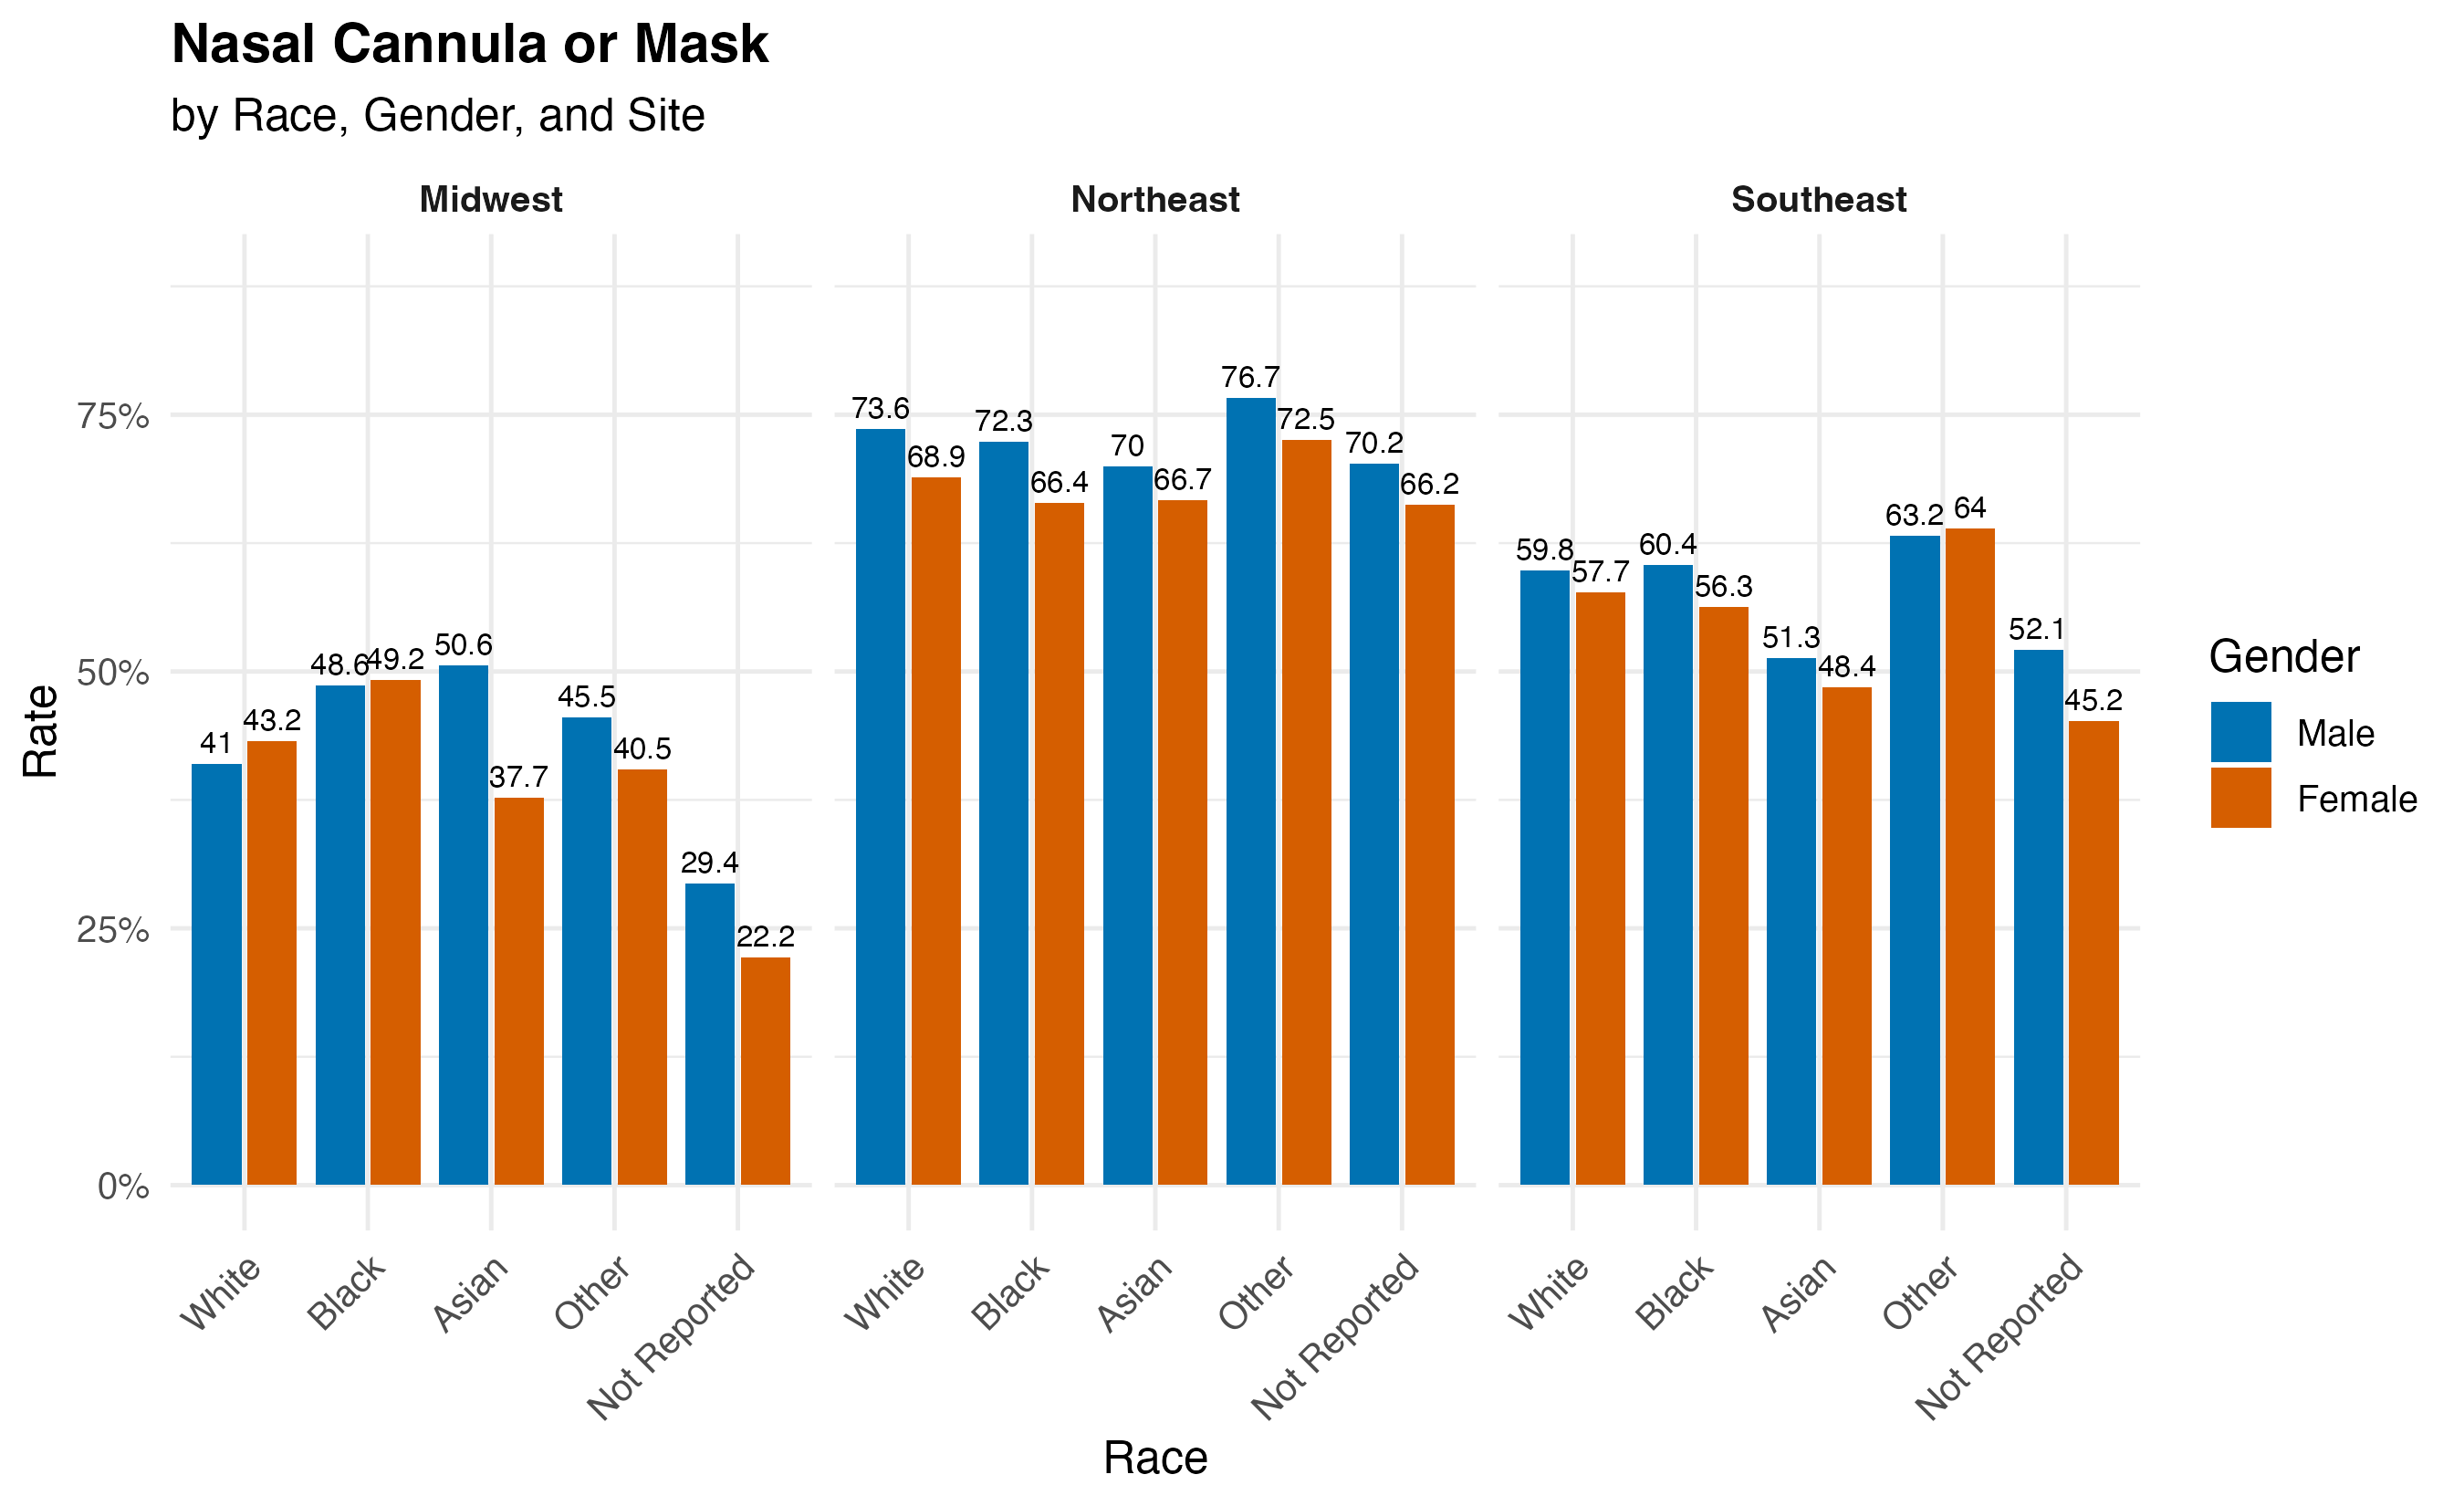 Nasal Cannula or Mask
by Race, Gender, and Site
Midwest
Northeast
Southeast
Rate
75%
50%
25%
0%
41
43.2
48.6
49.2
50.6
37.7
45.5
40.5
29.4
22.2
73.6
68.9
72.3
66.4
70
66.7
76.7
72.5
70.2
66.2
59.8
57.7
60.4
56.3
51.3
48.4
63.2
64
52.1
45.2
White
Black
Asian
Other
Not Reported
White
Black
Asian
Other
Not Reported
White
Black
Asian
Other
Not Reported
Race
Gender
Male
Female